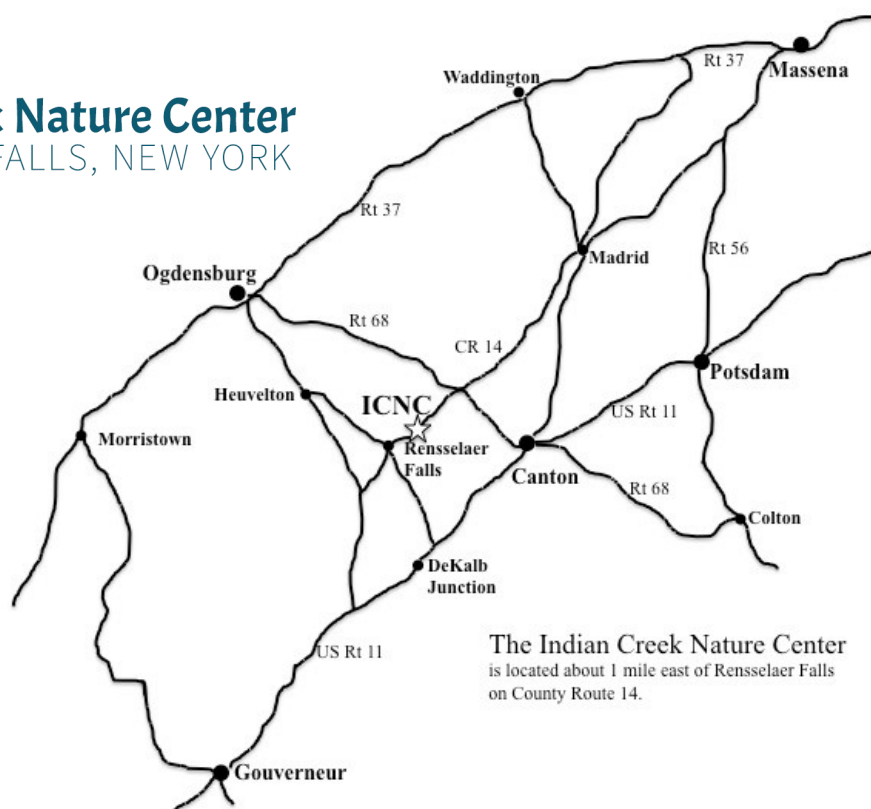 Nature Center
FALLS, NEW YORK
Waddington
Rt 37
Massena
Rt 37
Ogdensburg
Madrid
Rt 56
Rt 68
CR 14
Potsdam
Heuvelton
ICNC
US Rt 11
Morristown
Rensselaer
Falls
Canton
Rt 68
Colton
DeKalb
Junction
US Rt 11
The Indian Creek Nature Center
is located about 1 mile east of Rensselaer Falls
on County Route 14.
Gouverneur